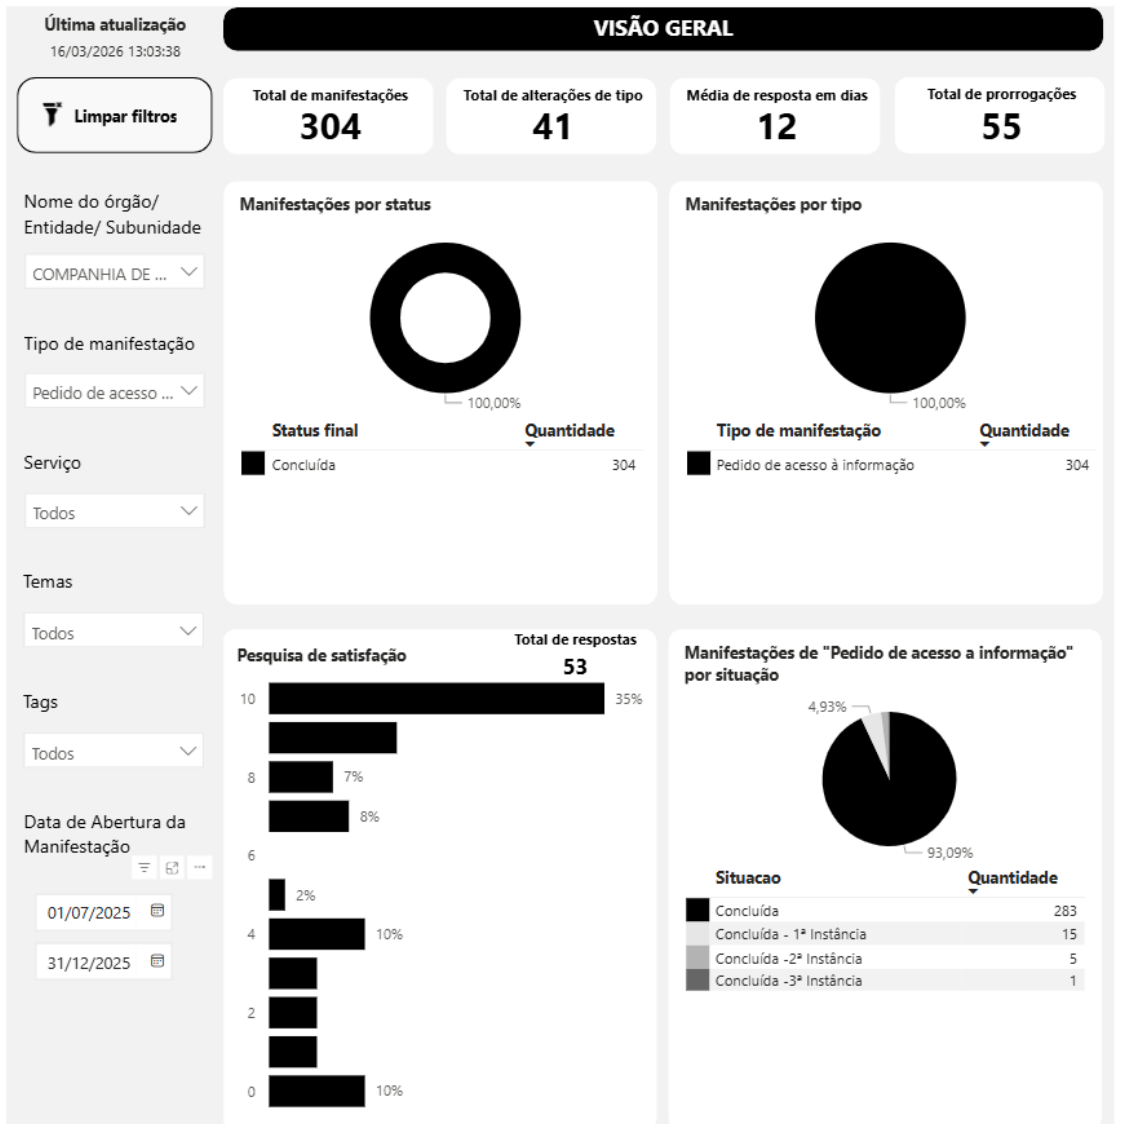 Última atualização
16/03/2026 13:03:38
Limpar filtros
Nome do órgão/
Entidade/ Subunidade
COMPANHIA DE ...
Tipo de manifestação
Pedido de acesso ...
Serviço
Todos
Temas
Todos
Tags
Todos
Data de Abertura da
Manifestação
01/07/2025
31/12/2025
VISÃO GERAL
Total de manifestações
304
Total de alterações de tipo
41
Média de resposta em dias
12
Total de prorrogações
55
Manifestações por status
100,00%
Status final Quantidade
Concluída 304
Manifestações por tipo
100,00%
Tipo de manifestação Quantidade
Pedido de acesso à informação 304
Pesquisa de satisfação
Total de respostas
53
10 35%
8 7%
8%
6
2%
4 10%
2
0 10%
Manifestações de "Pedido de acesso a informação"
por situação
4,93%
93,09%
Situacao Quantidade
Concluída 283
Concluída - 1ª Instância 15
Concluída -2ª Instância 5
Concluída -3ª Instância 1